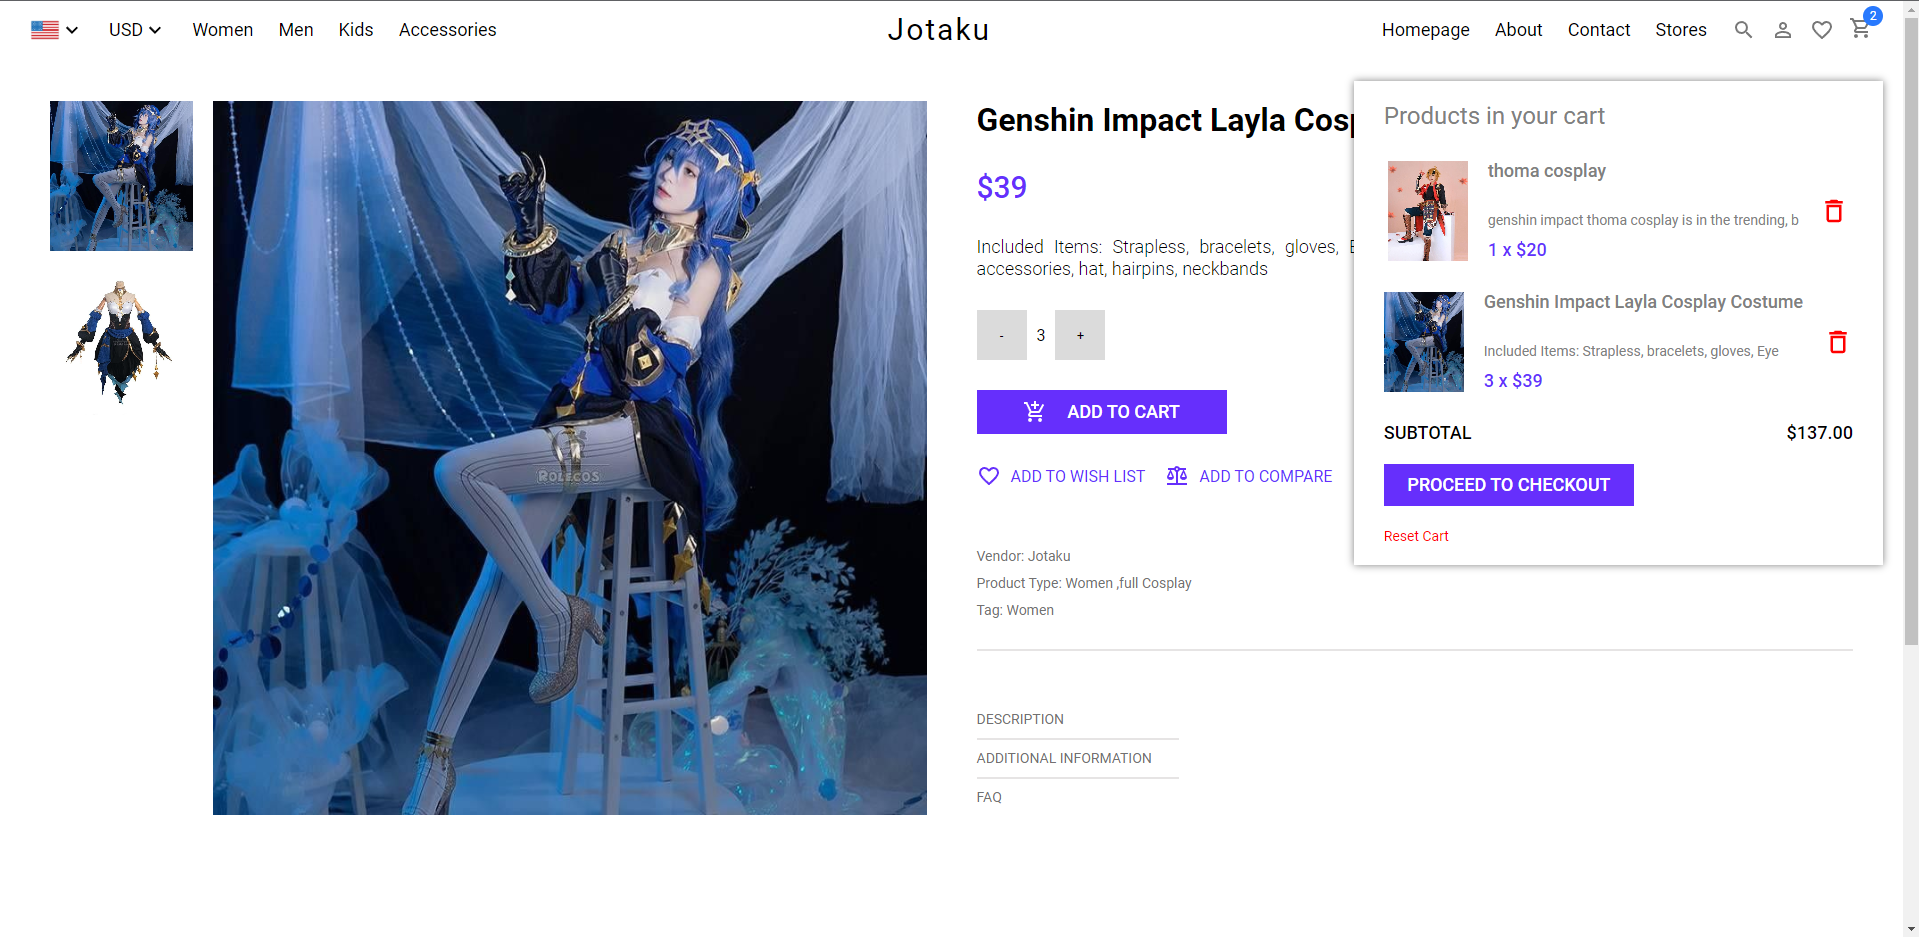 USD
Women
Men
Kids
Accessories
Jotaku
Homepage
About
Contact
Stores
2
Genshin Impact Layla Cosp
$39
Included Items: Strapless, bracelets, gloves, E
accessories, hat, hairpins, neckbands
-
3
+
ADD TO CART
ADD TO WISH LIST
ADD TO COMPARE
Vendor: Jotaku
Product Type: Women ,full Cosplay
Tag: Women
DESCRIPTION
ADDITIONAL INFORMATION
FAQ
ROLECOS
Products in your cart
thoma cosplay
genshin impact thoma cosplay is in the trending, b
1 x $20
Genshin Impact Layla Cosplay Costume
Included Items: Strapless, bracelets, gloves, Eye
3 x $39
SUBTOTAL
$137.00
PROCEED TO CHECKOUT
Reset Cart